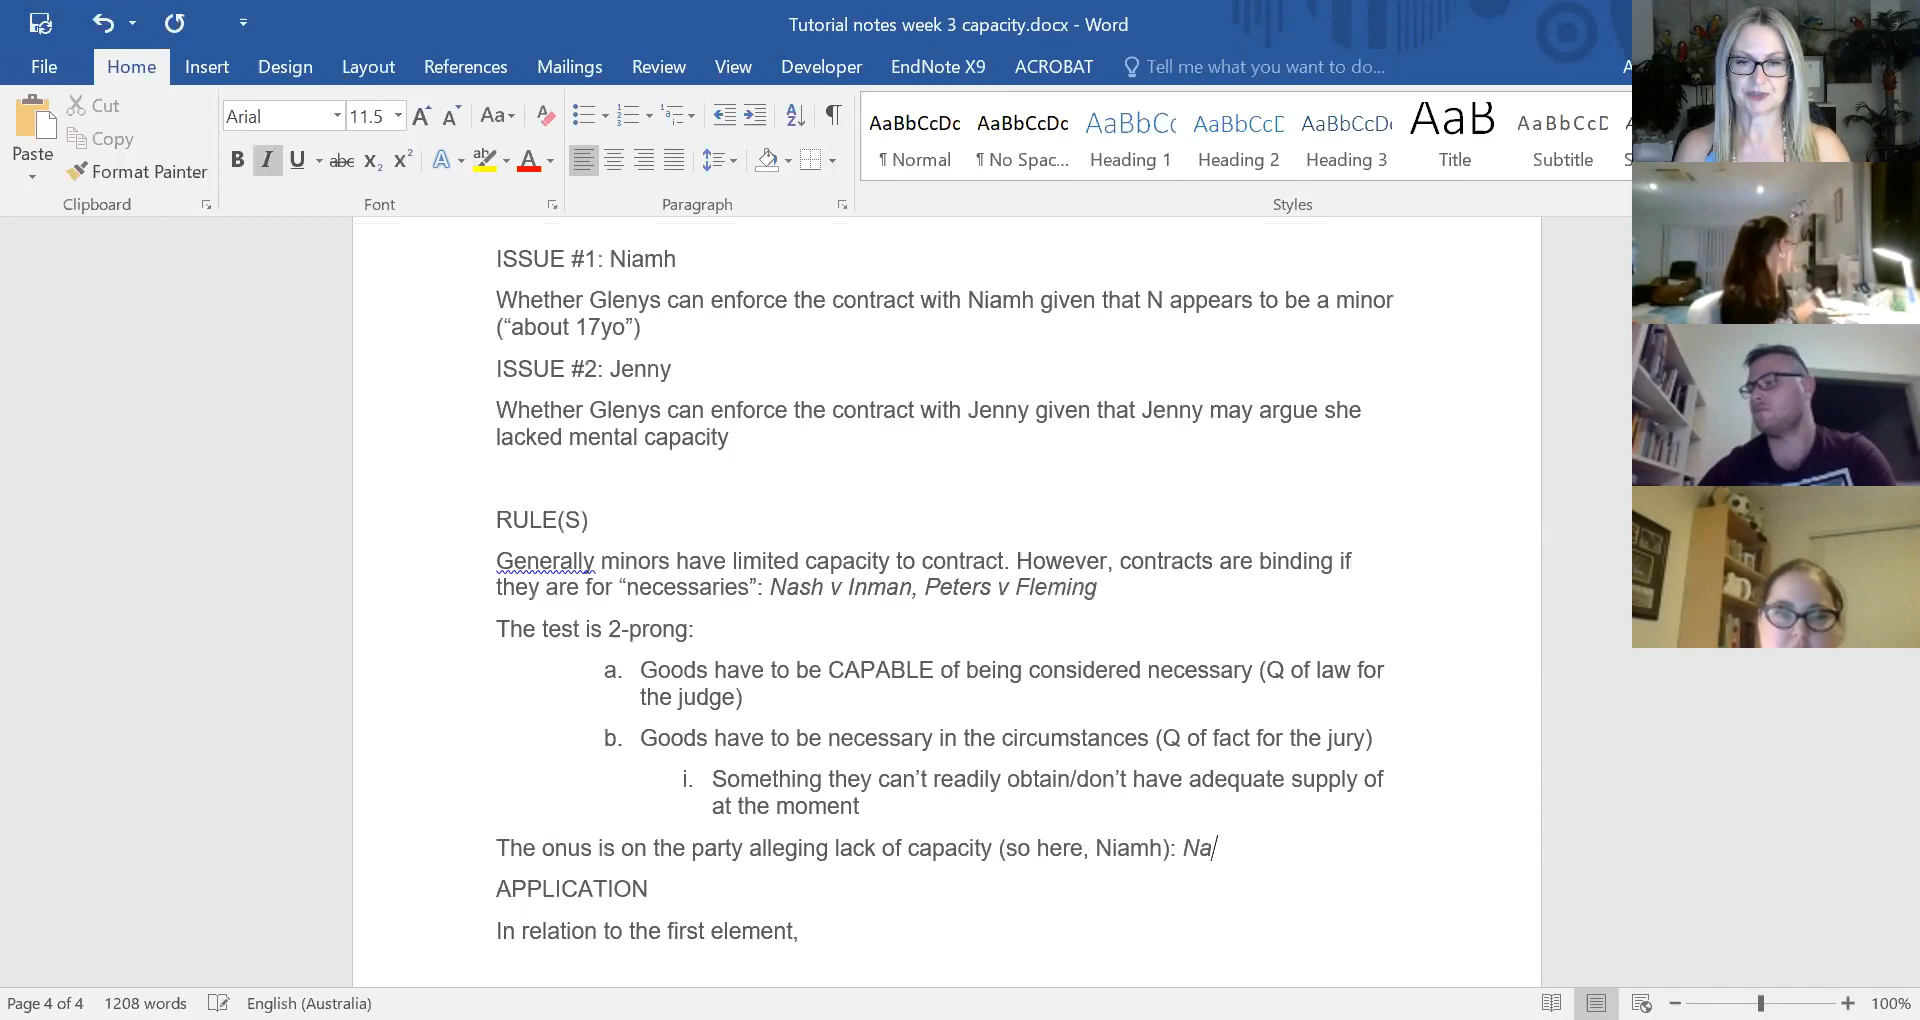 Tutorial notes week 3 capacity.docx - Word
File Home Insert Design Layout References Mailings Review View Developer EndNote X9 ACROBAT Tell me what you want to do...
Paste
Cut
Copy
Format Painter
Clipboard
Arial 11.5
Font
Paragraph
AaBbCcDc AaBbCcDc AaBbCc AaBbCcD AaBbCcDc AaB AaBbCcD
¶ Normal ¶ No Spac... Heading 1 Heading 2 Heading 3 Title Subtitle
Styles
ISSUE #1: Niamh
Whether Glenys can enforce the contract with Niamh given that N appears to be a minor
(“about 17yo”)
ISSUE #2: Jenny
Whether Glenys can enforce the contract with Jenny given that Jenny may argue she
lacked mental capacity
RULE(S)
Generally minors have limited capacity to contract. However, contracts are binding if
they are for “necessaries”: Nash v Inman, Peters v Fleming
The test is 2-prong:
a. Goods have to be CAPABLE of being considered necessary (Q of law for
the judge)
b. Goods have to be necessary in the circumstances (Q of fact for the jury)
i. Something they can’t readily obtain/don’t have adequate supply of
at the moment
The onus is on the party alleging lack of capacity (so here, Niamh): Na
APPLICATION
In relation to the first element,
Page 4 of 4 1208 words English (Australia) 100%